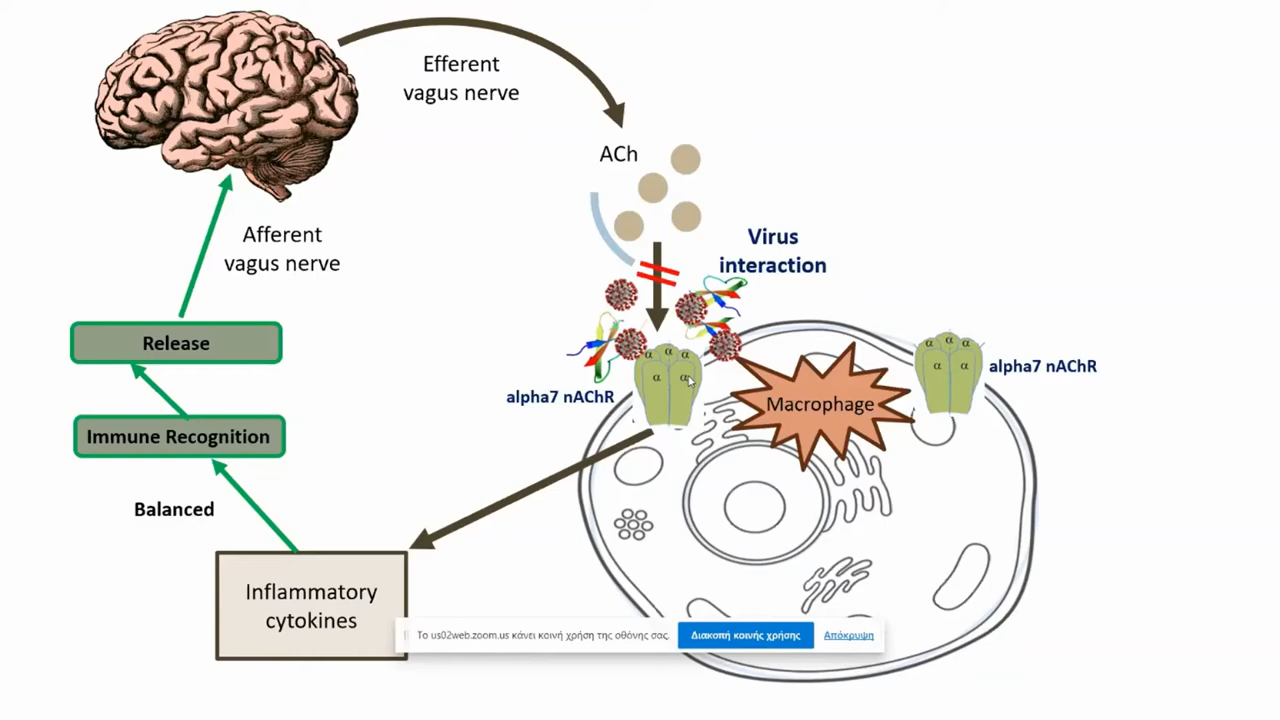 Efferent
vagus nerve
ACh
Afferent
vagus nerve
Virus
interaction
Release
alpha7 nAChR
alpha7 nAChR
α α α
α α
α α α
α α
Macrophage
Immune Recognition
Balanced
Inflammatory
cytokines
Το us02web.zoom.us κάνει κοινή χρήση της οθόνης σας.
Διακοπή κοινής χρήσης
Απόκρυψη